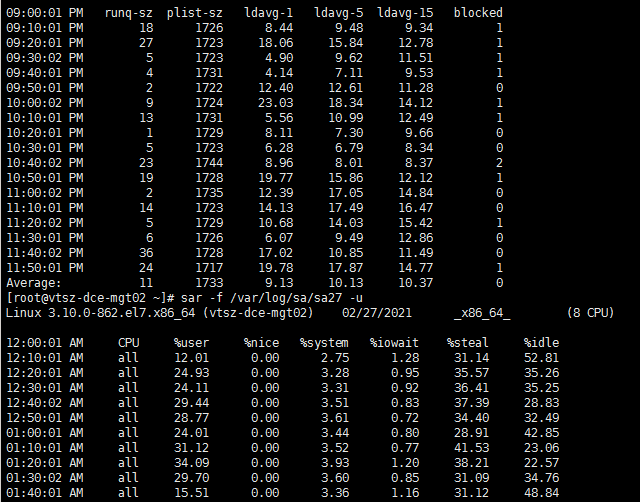 09:00:01 PM   runq-sz  plist-sz   ldavg-1   ldavg-5  ldavg-15   blocked
09:10:01 PM        18      1726      8.44      9.48      9.34         1
09:20:01 PM        27      1723     18.06     15.84     12.78         1
09:30:01 PM         5      1723      4.90      9.62     11.51         1
09:40:01 PM         4      1731      4.14      7.11      9.53         1
09:50:01 PM         2      1722     12.40     12.61     11.28         0
10:00:02 PM         9      1724     23.03     18.34     14.12         1
10:10:01 PM        13      1731      5.56     10.99     12.49         1
10:20:01 PM         1      1729      8.11      7.30      9.66         0
10:30:01 PM         5      1723      6.28      6.79      8.34         0
10:40:02 PM        23      1744      8.96      8.01      8.37         2
10:50:01 PM        19      1728     19.77     15.86     12.12         1
11:00:02 PM         2      1735     12.39     17.05     14.84         0
11:10:01 PM        14      1723     14.13     17.49     16.47         0
11:20:02 PM         5      1729     10.68     14.03     15.42         1
11:30:01 PM         6      1726      6.07      9.49     12.86         0
11:40:02 PM        36      1728     17.02     10.85     11.49         0
11:50:01 PM        24      1717     19.78     17.87     14.77         1
Average:           11      1733      9.13     10.13     10.37         0
[root@vtsz-dce-mgt02 ~]# sar -f /var/log/sa/sa27 -u
Linux 3.10.0-862.el7.x86_64 (vtsz-dce-mgt02)    02/27/2021      _x86_64_        (8 CPU)
12:00:01 AM     CPU     %user     %nice   %system   %iowait    %steal     %idle
12:10:01 AM     all     12.01      0.00      2.75      1.28     31.14     52.81
12:20:01 AM     all     24.93      0.00      3.28      0.95     35.57     35.26
12:30:01 AM     all     24.11      0.00      3.31      0.92     36.41     35.25
12:40:02 AM     all     29.44      0.00      3.51      0.83     37.39     28.83
12:50:01 AM     all     28.77      0.00      3.61      0.72     34.40     32.49
01:00:01 AM     all     24.01      0.00      3.44      0.80     28.91     42.85
01:10:01 AM     all     31.12      0.00      3.52      0.77     41.53     23.06
01:20:01 AM     all     34.09      0.00      3.93      1.20     38.21     22.57
01:30:02 AM     all     29.70      0.00      3.60      0.85     31.09     34.76
01:40:01 AM     all     15.51      0.00      3.36      1.16     31.12     48.84